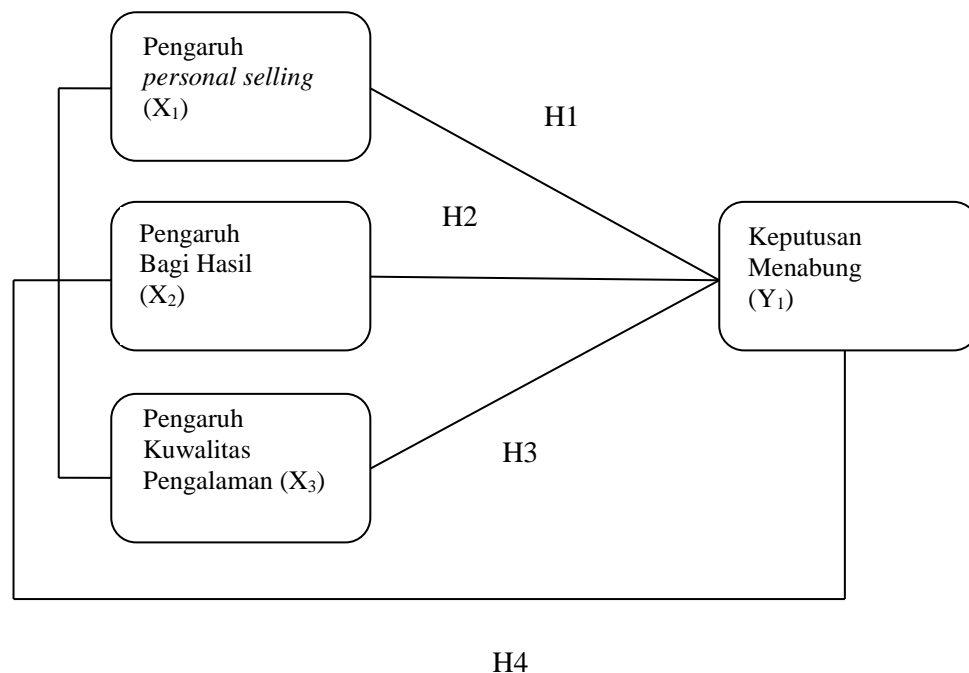 Pengaruh
personal selling
(X₁)
H1
Pengaruh
Bagi Hasil
(X₂)
H2
Keputusan
Menabung
(Y₁)
Pengaruh
Kuwalitas
Pengalaman (X₃)
H3
H4